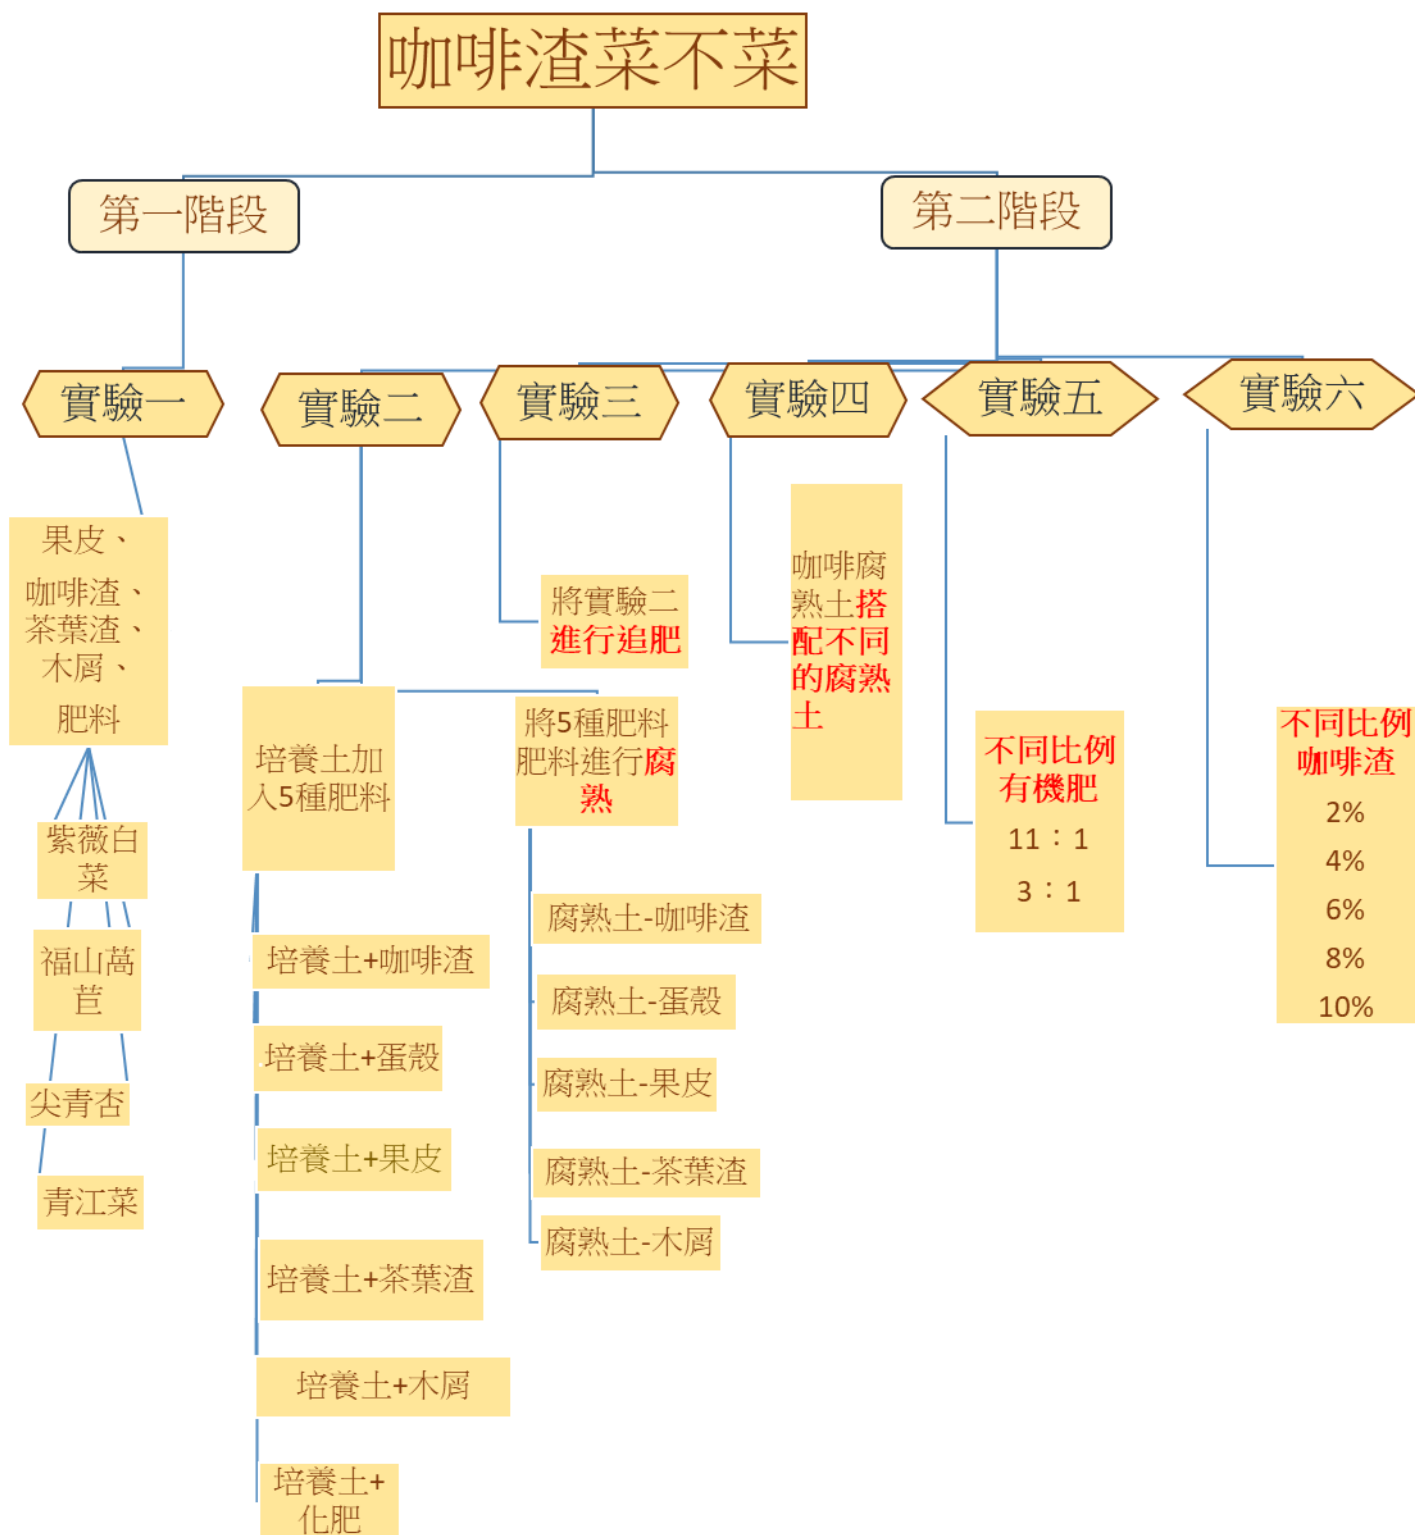 咖啡渣菜不菜
第一階段
第二階段
實驗一
實驗二
實驗三
實驗四
實驗五
實驗六
果皮、
咖啡渣、
茶葉渣、
木屑、
肥料
紫薇白
菜
福山萵
苣
尖青杏
青江菜
培養土加
入5種肥料
培養土+咖啡渣
培養土+蛋殼
培養土+果皮
培養土+茶葉渣
培養土+木屑
培養土+
化肥
將5種肥料
肥料進行腐
熟
腐熟土-咖啡渣
腐熟土-蛋殼
腐熟土-果皮
腐熟土-茶葉渣
腐熟土-木屑
將實驗二
進行追肥
咖啡腐
熟土搭
配不同
的腐熟
土
不同比例
有機肥
11：1
3：1
不同比例
咖啡渣
2%
4%
6%
8%
10%